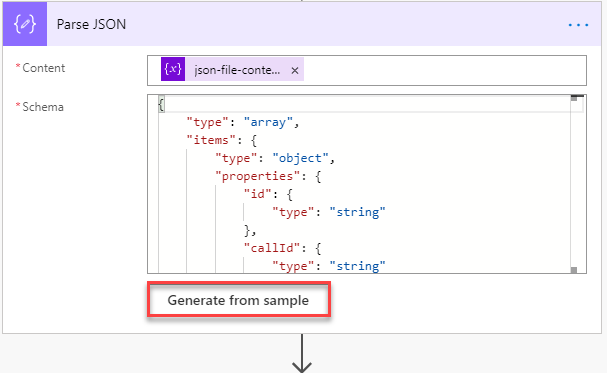 Parse JSON
...
*Content
{x} json-file-conte... ×
*Schema
{
"type": "array",
"items": {
"type": "object",
"properties": {
"id": {
"type": "string"
},
"callId": {
"type": "string"
Generate from sample